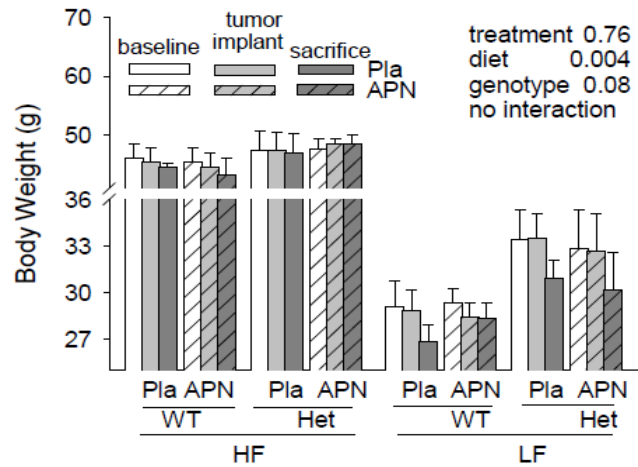 70
60
50
36
33
30
27
Body Weight (g)
baseline
tumor
implant
sacrifice
Pla
APN
treatment 0.76
diet 0.004
genotype 0.08
no interaction
Pla APN Pla APN Pla APN Pla APN
WT Het WT Het
HF LF